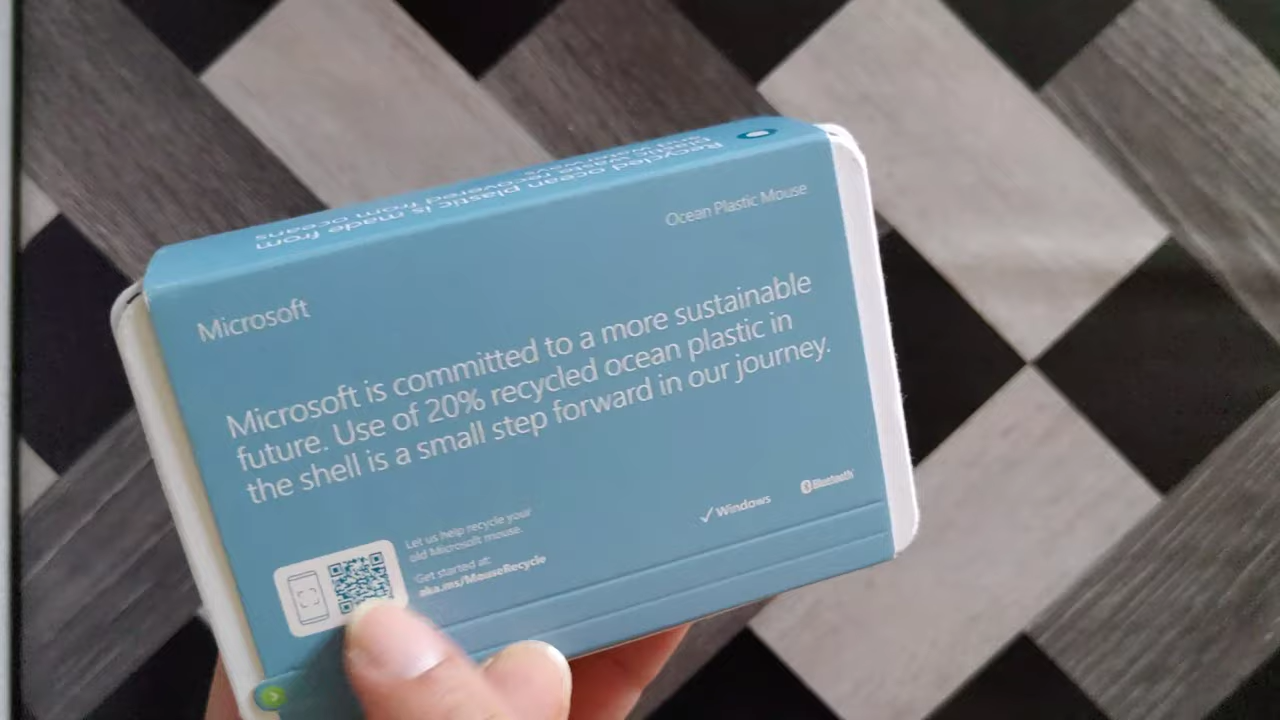 Recycled ocean plastic is made from
plastic waste recovered from oceans
and waterways
Ocean Plastic Mouse
Microsoft
Microsoft is committed to a more sustainable
future. Use of 20% recycled ocean plastic in
the shell is a small step forward in our journey.
Let us help recycle your
old Microsoft mouse.
Get started at:
aka.ms/MouseRecycle
Windows
Bluetooth